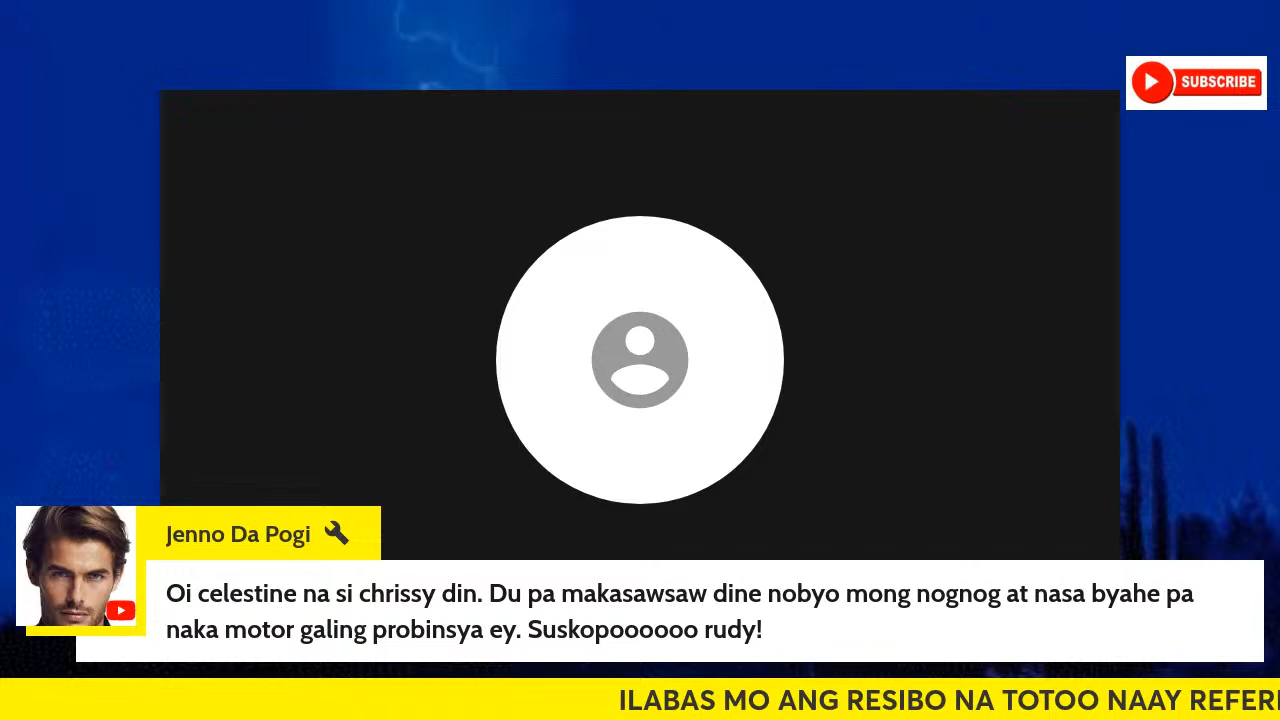 SUBSCRIBE
Jenno Da Pogi
Oi celestine na si chrissy din. Du pa makasawsaw dine nobyo mong nognog at nasa byahe pa
naka motor galing probinsya ey. Suskopoooooo rudy!
ILABAS MO ANG RESIBO NA TOTOO NAAY REFERE